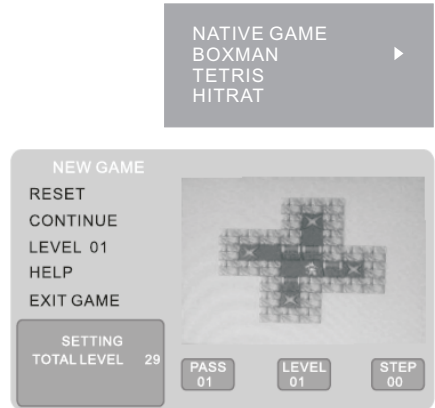 NATIVE GAME
BOXMAN
TETRIS
HITRAT
NEW GAME
RESET
CONTINUE
LEVEL 01
HELP
EXIT GAME
SETTING
TOTAL LEVEL 29
PASS
01
LEVEL
01
STEP
00